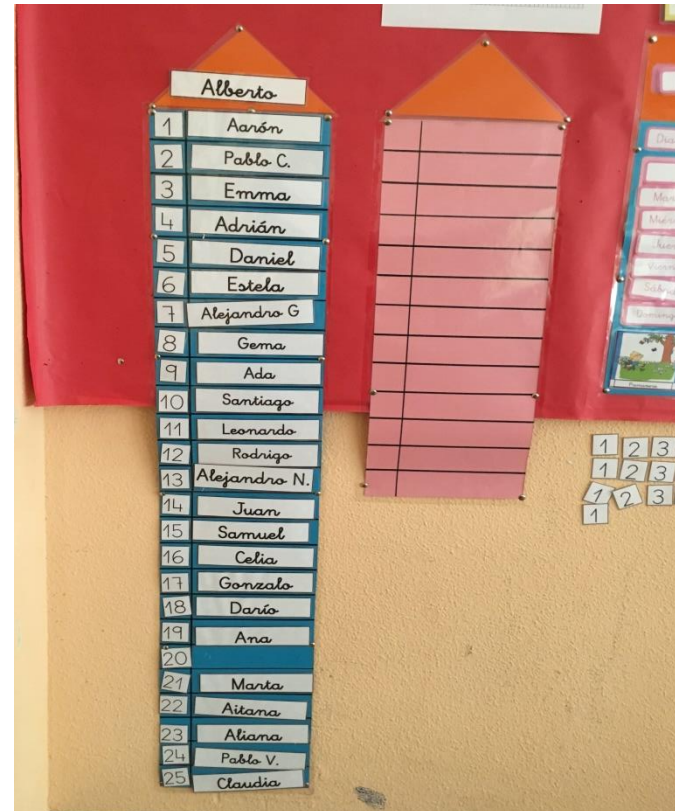 Alberto
1 Aarón
2 Pablo C.
3 Emma
4 Adrián
5 Daniel
6 Estela
7 Alejandro G
8 Gema
9 Ada
10 Santiago
11 Leonardo
12 Rodrigo
13 Alejandro N.
14 Juan
15 Samuel
16 Celia
17 Gonzalo
18 Darío
19 Ana
20
21 Marta
22 Aitana
23 Aliana
24 Pablo V.
25 Claudia
1 2 3
1 2 3
1 2 3
1